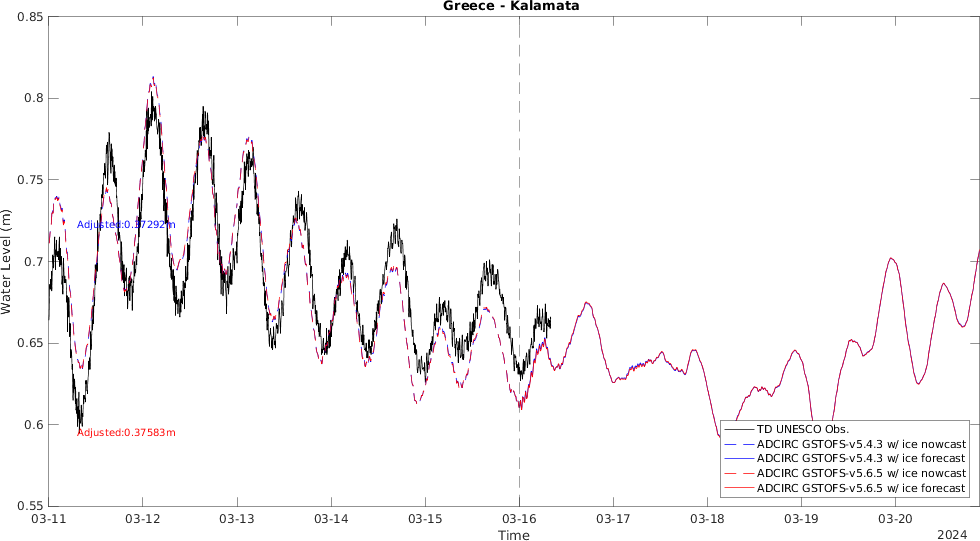 Greece - Kalamata
0.85
0.8
0.75
0.7
0.65
0.6
0.55
Water Level (m)
Adjusted:0.37292m
Adjusted:0.37583m
TD UNESCO Obs.
ADCIRC GSTOFS-v5.4.3 w/ ice nowcast
ADCIRC GSTOFS-v5.4.3 w/ ice forecast
ADCIRC GSTOFS-v5.6.5 w/ ice nowcast
ADCIRC GSTOFS-v5.6.5 w/ ice forecast
03-11 03-12 03-13 03-14 03-15 03-16 03-17 03-18 03-19 03-20
Time
2024